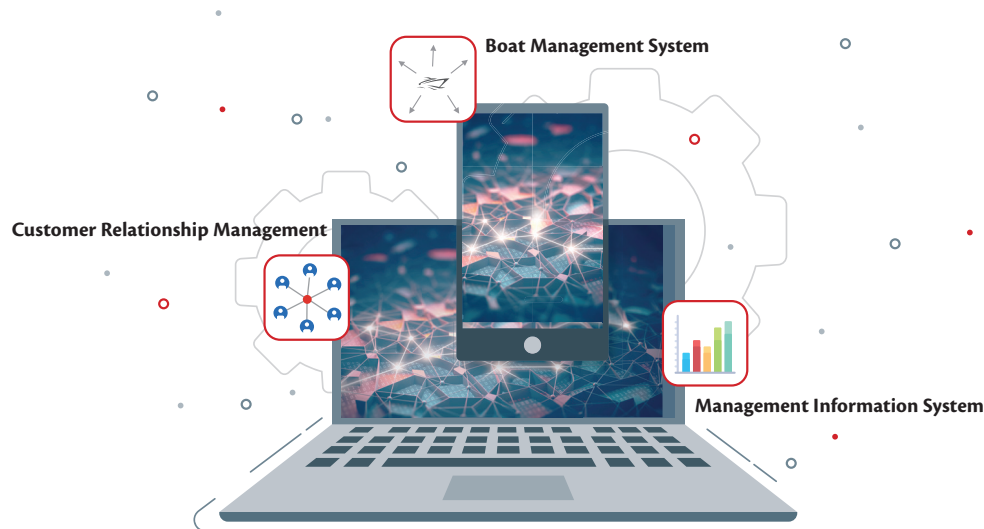 Boat Management System
Customer Relationship Management
Management Information System